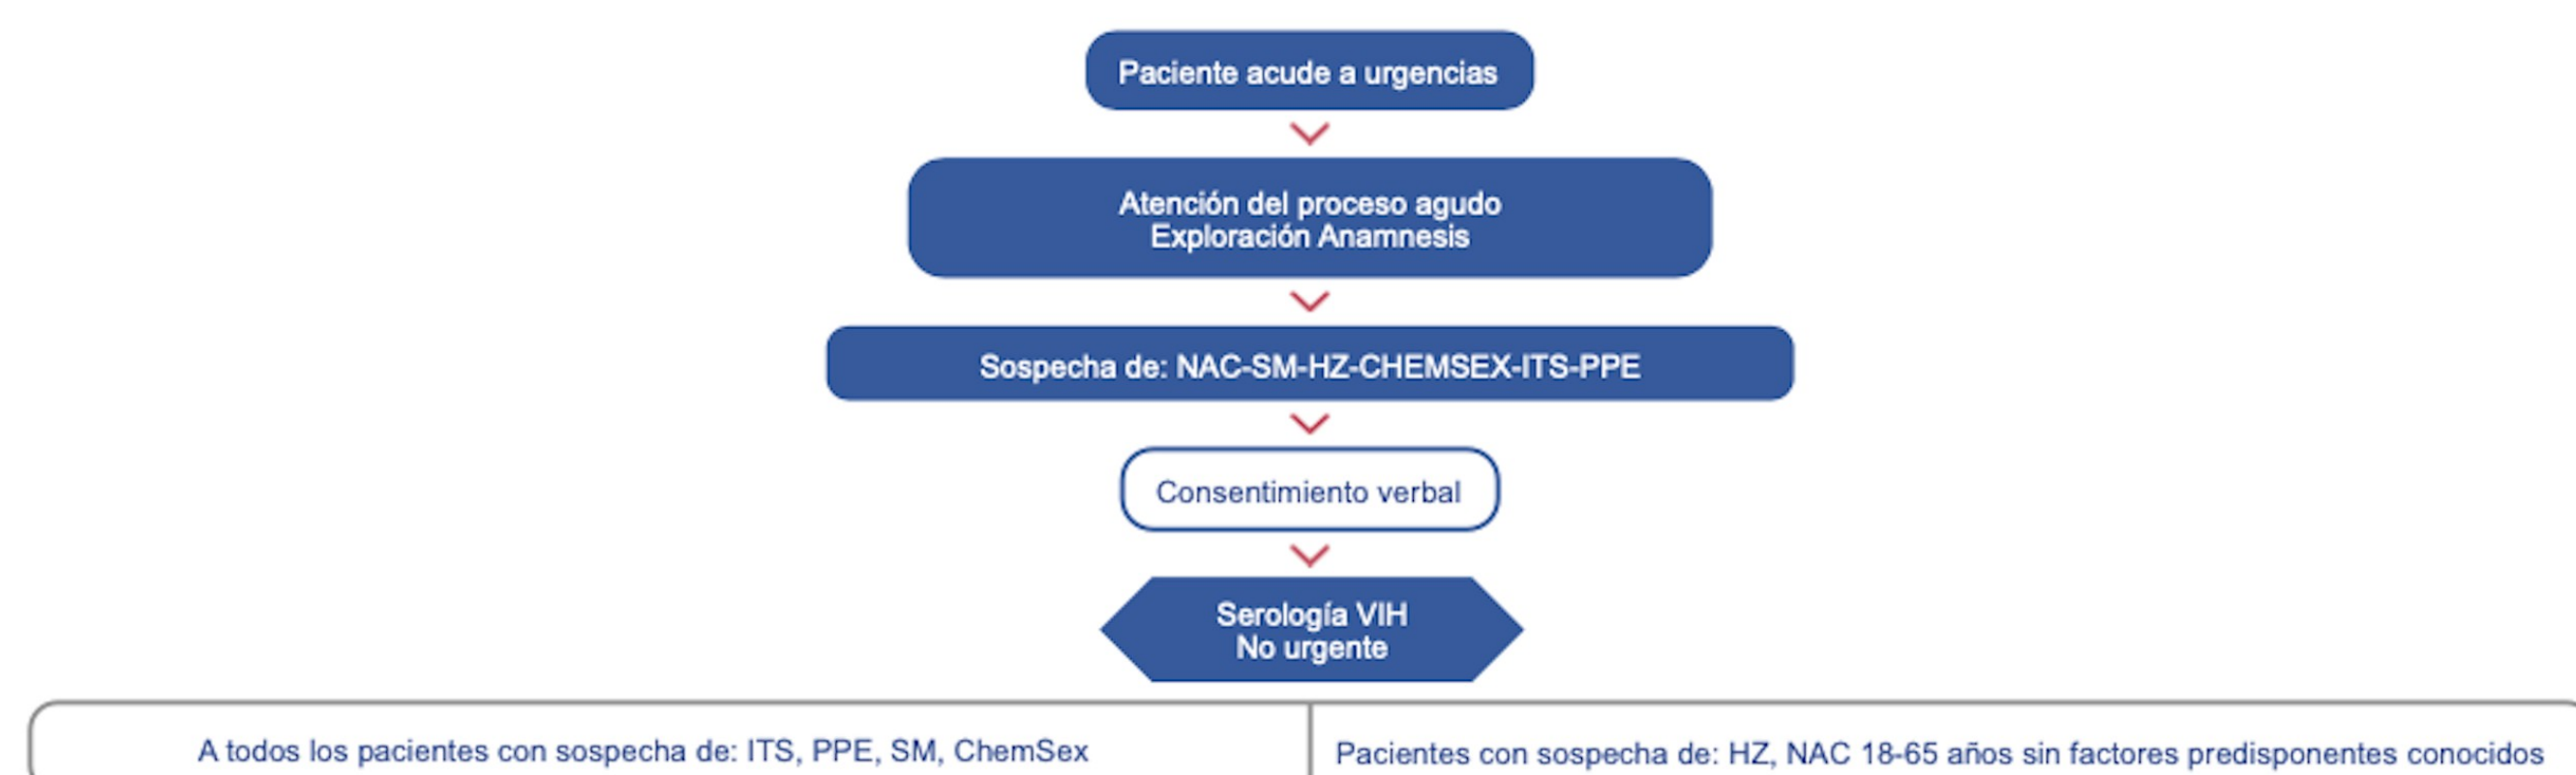 Paciente acude a urgencias
Atención del proceso agudo
Exploración Anamnesis
Sospecha de: NAC-SM-HZ-CHEMSEX-ITS-PPE
Consentimiento verbal
Serología VIH
No urgente
A todos los pacientes con sospecha de: ITS, PPE, SM, ChemSex
Pacientes con sospecha de: HZ, NAC 18-65 años sin factores predisponentes conocidos